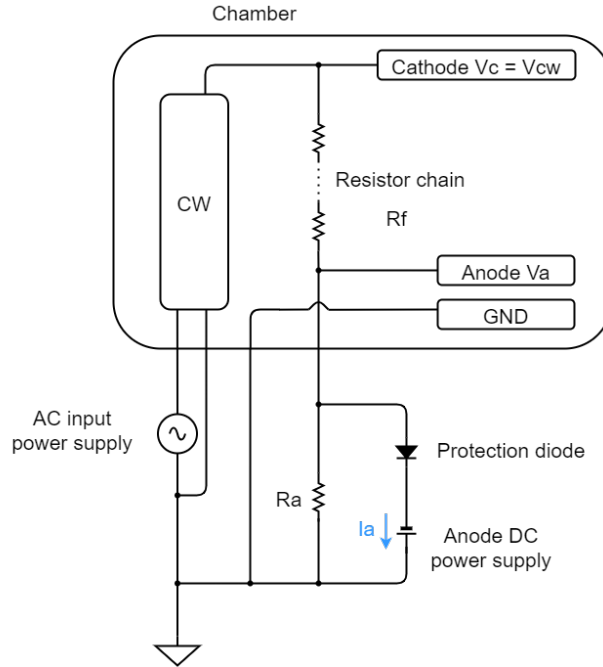 Chamber
Cathode Vc = Vcw
Resistor chain
CW
Rf
Anode Va
GND
AC input
power supply
Protection diode
Ra
Ia
Anode DC
power supply